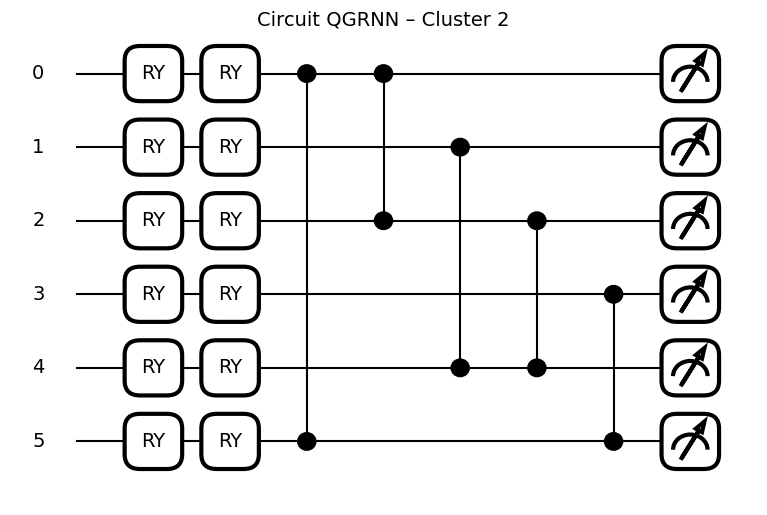 Circuit QGRNN – Cluster 2
0 RY RY
1 RY RY
2 RY RY
3 RY RY
4 RY RY
5 RY RY